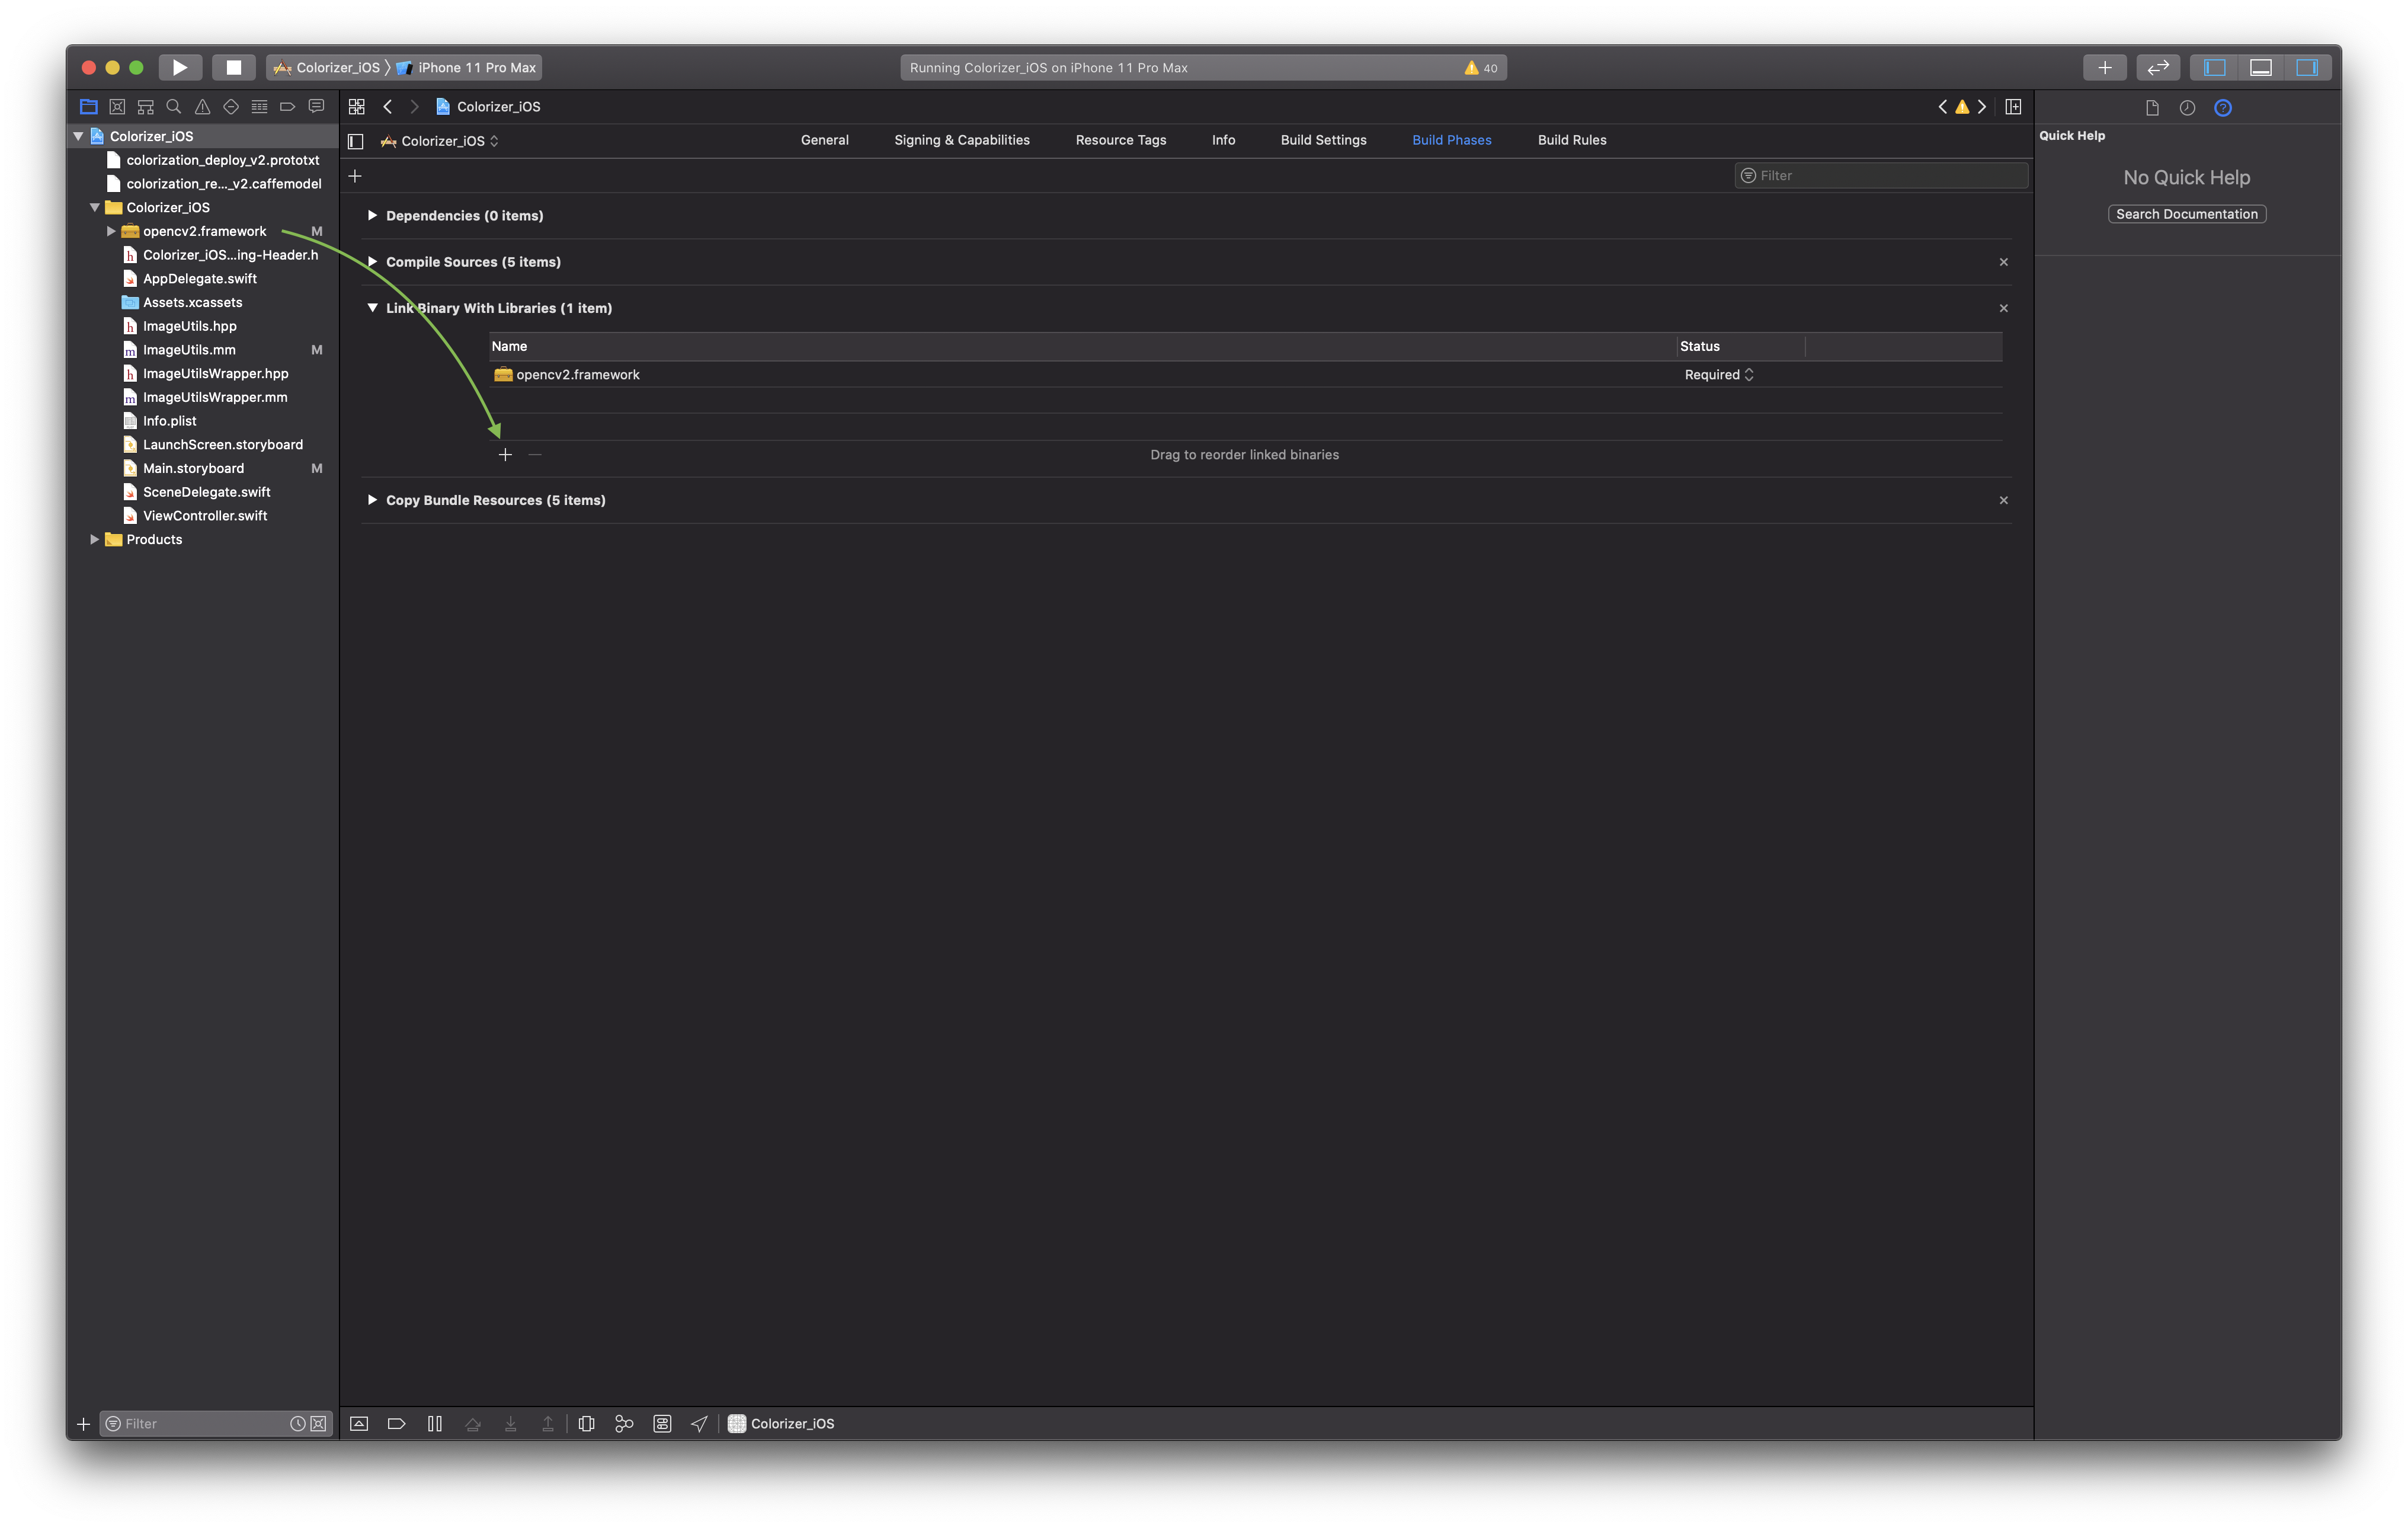 Colorizer_iOS iPhone 11 Pro Max
Running Colorizer_iOS on iPhone 11 Pro Max
40
Colorizer_iOS
colorization_deploy_v2.prototxt
colorization_re..._v2.caffemodel
Colorizer_iOS
opencv2.framework M
Colorizer_iOS...ing-Header.h
AppDelegate.swift
Assets.xcassets
ImageUtils.hpp
ImageUtils.mm M
ImageUtilsWrapper.hpp
ImageUtilsWrapper.mm
Info.plist
LaunchScreen.storyboard
Main.storyboard M
SceneDelegate.swift
ViewController.swift
Products
Filter
Colorizer_iOS
Colorizer_iOS
General Signing & Capabilities Resource Tags Info Build Settings Build Phases Build Rules
Filter
Dependencies (0 items)
Compile Sources (5 items)
Link Binary With Libraries (1 item)
Name Status
opencv2.framework Required
Drag to reorder linked binaries
Copy Bundle Resources (5 items)
Colorizer_iOS
Quick Help
No Quick Help
Search Documentation